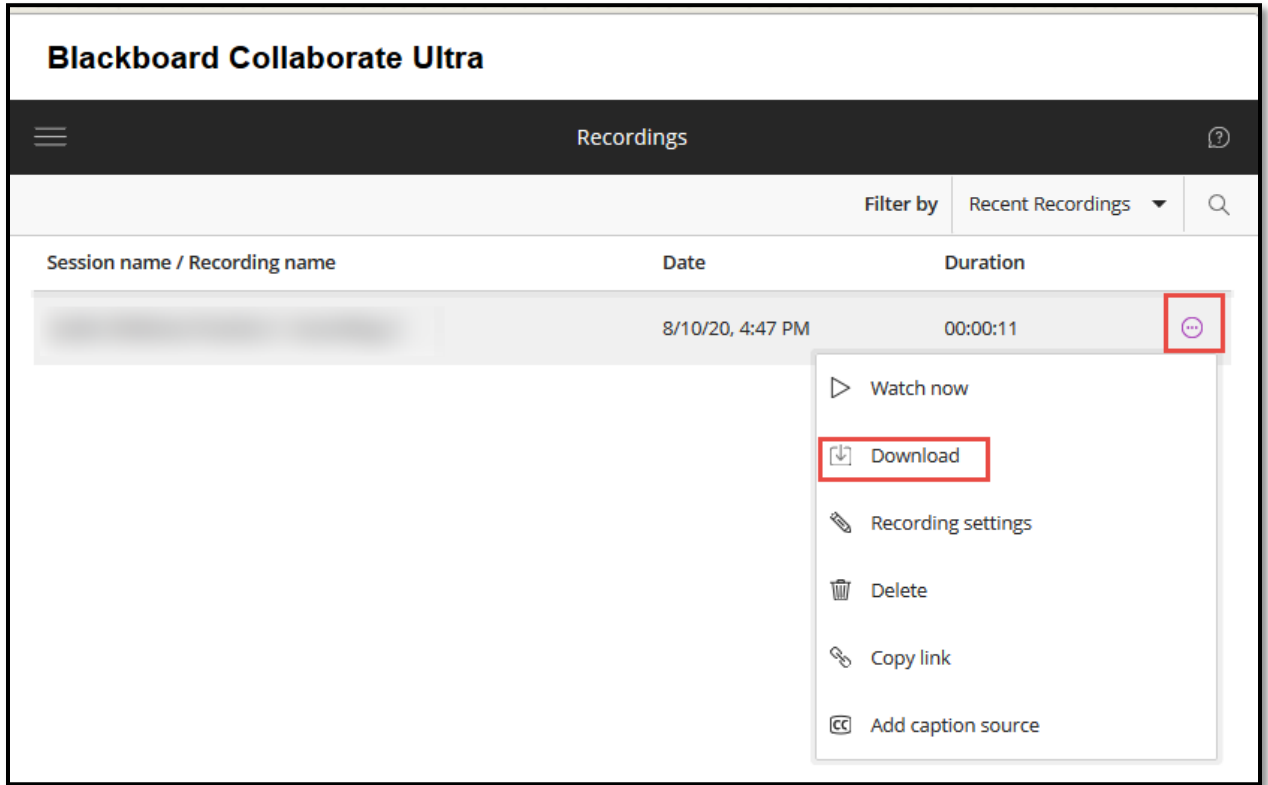 Blackboard Collaborate Ultra
Recordings
Filter by Recent Recordings
Session name / Recording name Date Duration
8/10/20, 4:47 PM 00:00:11
Watch now
Download
Recording settings
Delete
Copy link
CC Add caption source